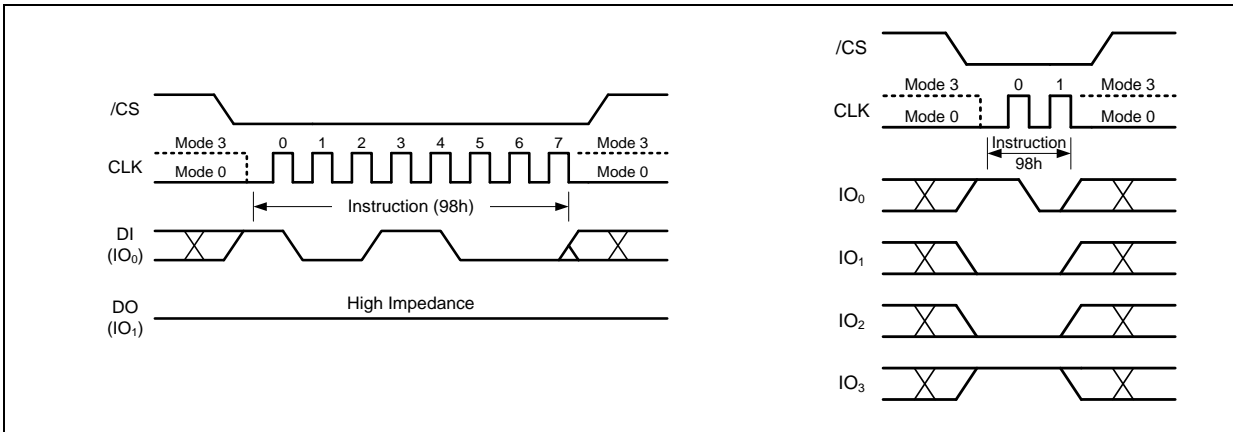 /CS
Mode 3 0 1 2 3 4 5 6 7 Mode 3
CLK Mode 0 Mode 0
Instruction (98h)
DI
(IO₀)
High Impedance
DO
(IO₁)
/CS
Mode 3 0 1 Mode 3
CLK Mode 0 Mode 0
Instruction
98h
IO₀
IO₁
IO₂
IO₃